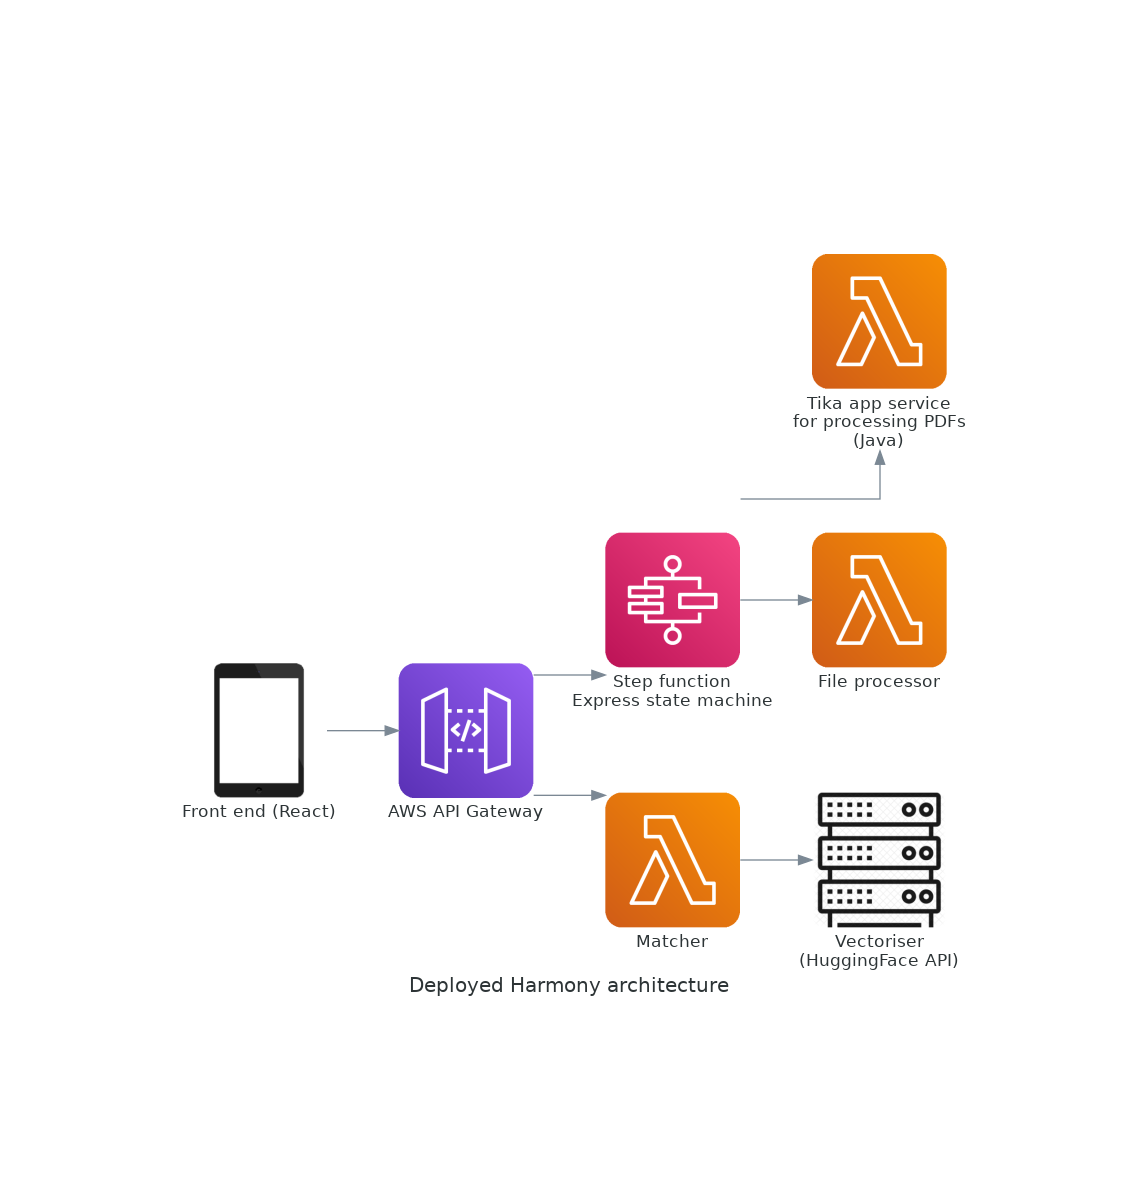 Tika app service
for processing PDFs
(Java)
Step function
Express state machine
File processor
Front end (React)
AWS API Gateway
</>
Matcher
Vectoriser
(HuggingFace API)
Deployed Harmony architecture